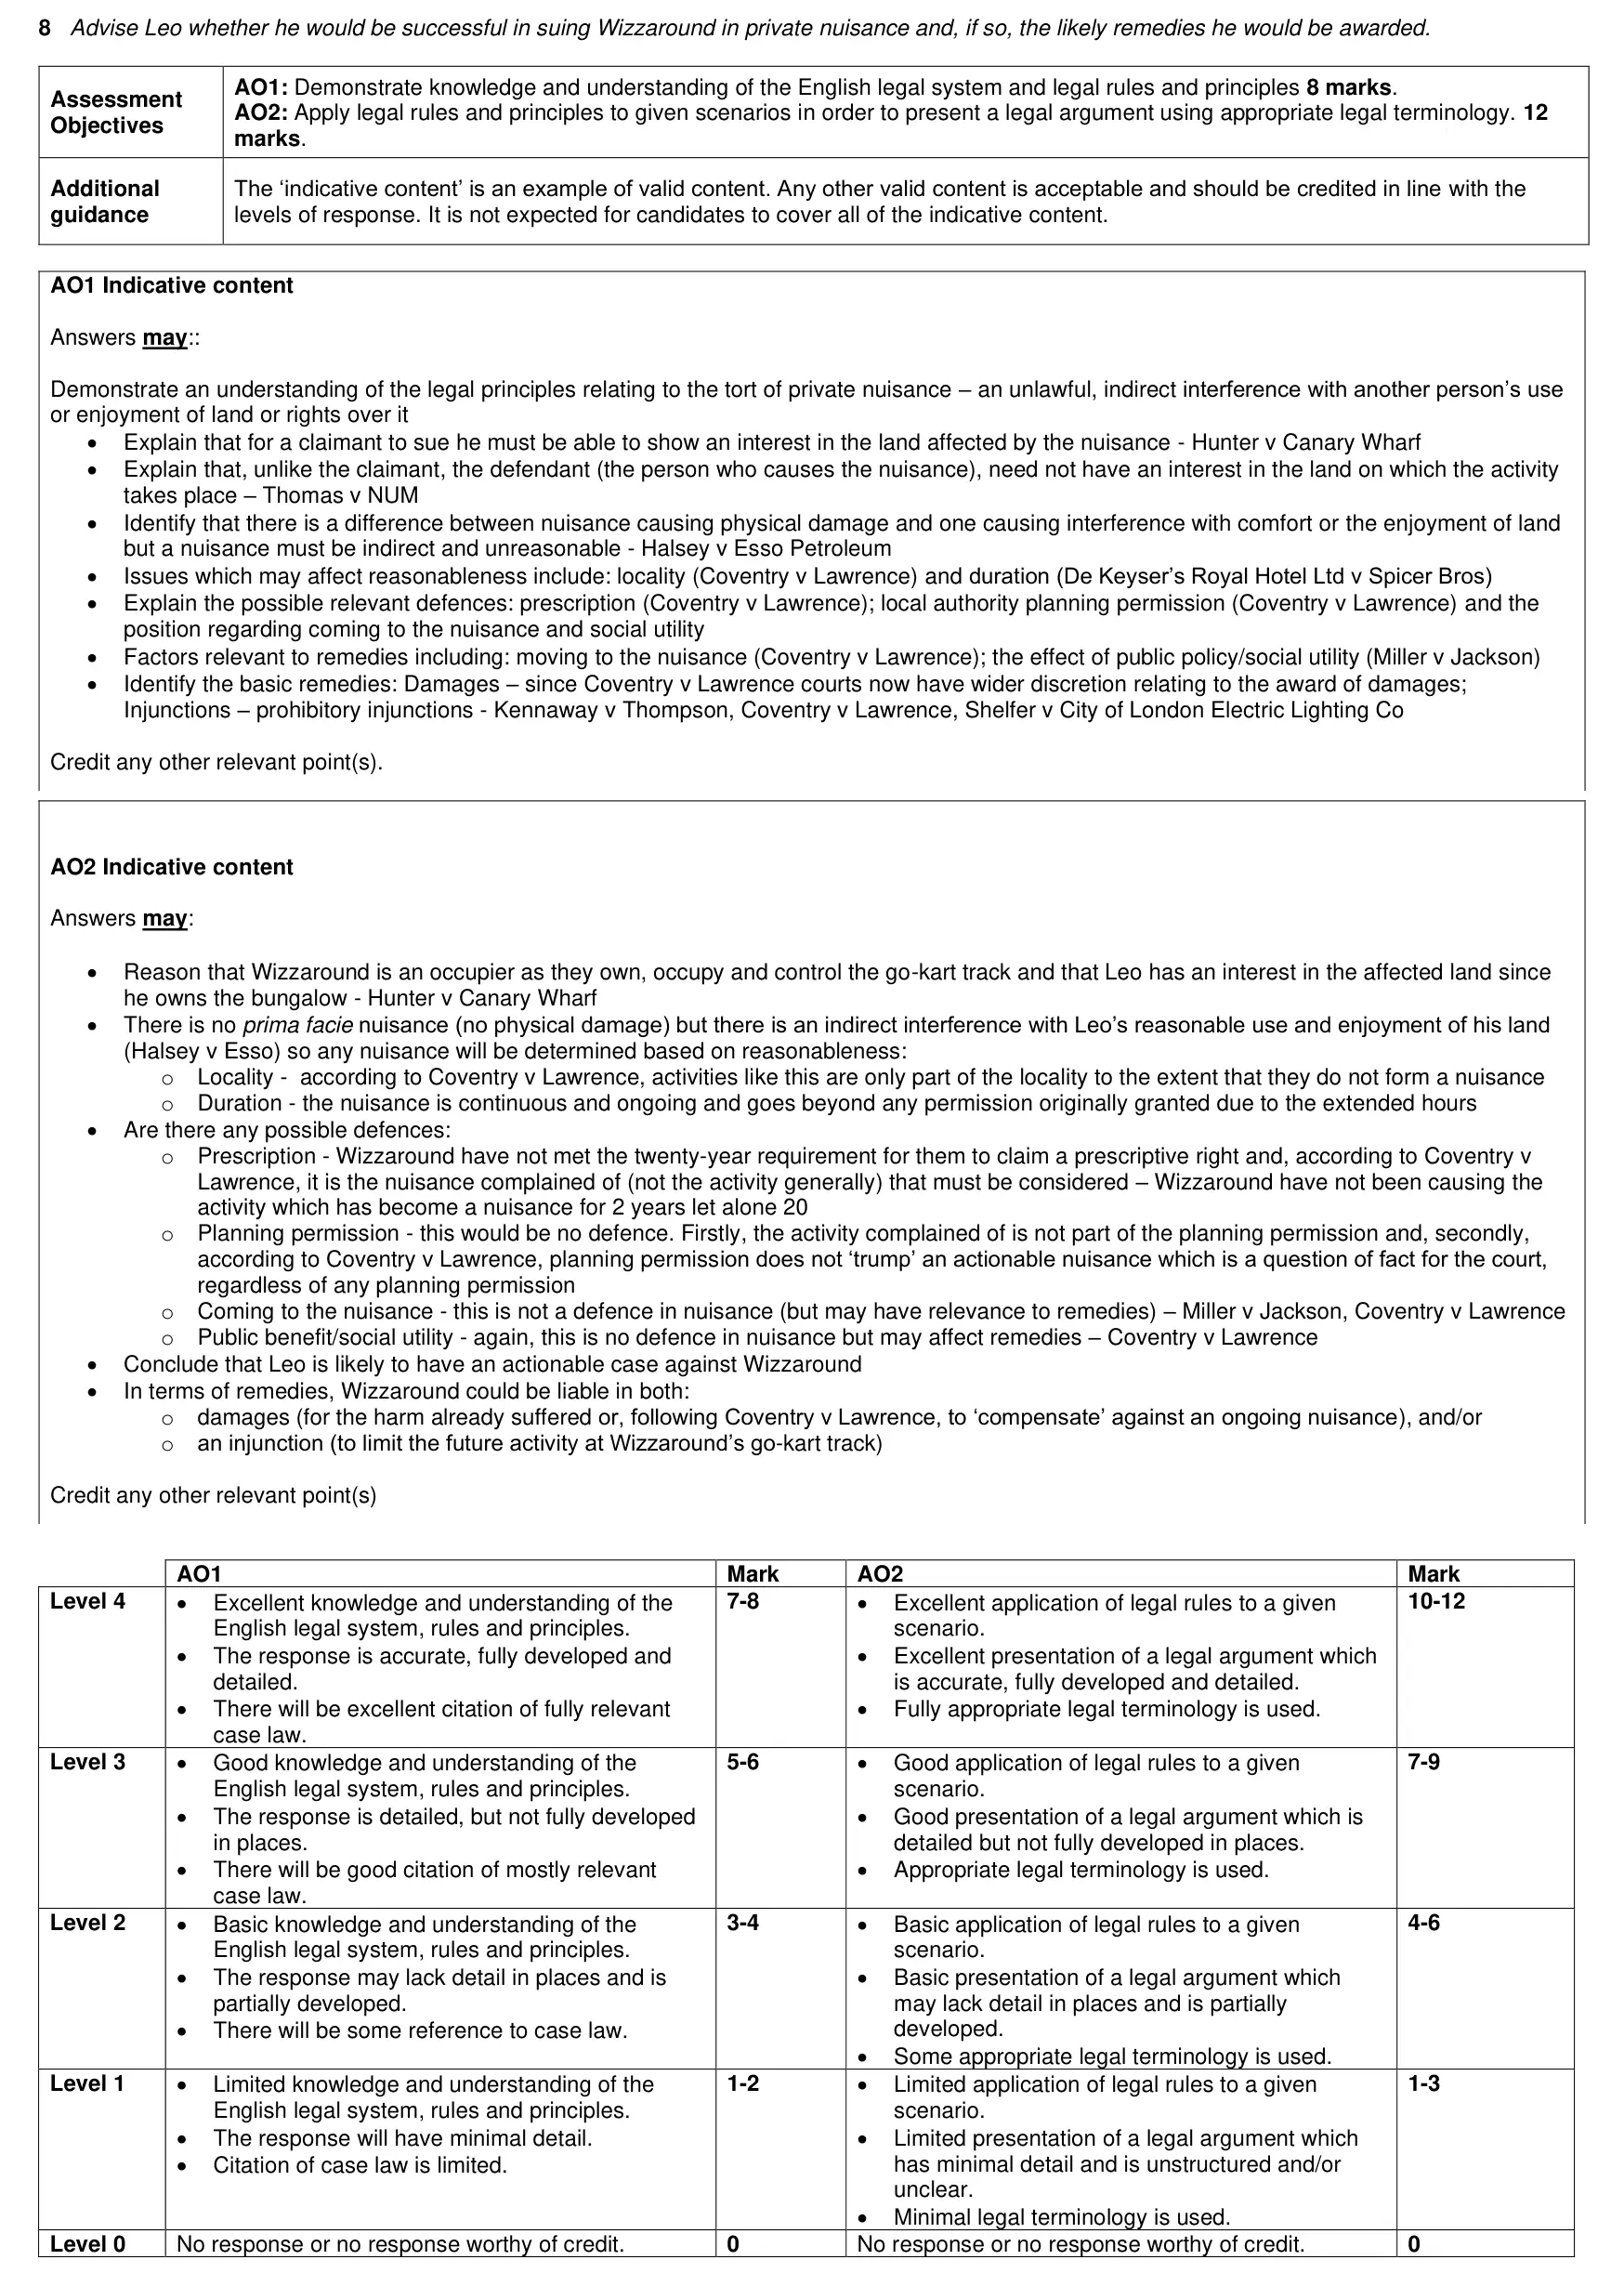 8 Advise Leo whether he would be successful in suing Wizzaround in private nuisance and, if so, the likely remedies he would be awarded.
Assessment
Objectives
AO1: Demonstrate knowledge and understanding of the English legal system and legal rules and principles 8 marks.
AO2: Apply legal rules and principles to given scenarios in order to present a legal argument using appropriate legal terminology. 12
marks.
Additional
guidance
The ‘indicative content’ is an example of valid content. Any other valid content is acceptable and should be credited in line with the
levels of response. It is not expected for candidates to cover all of the indicative content.
AO1 Indicative content
Answers may::
Demonstrate an understanding of the legal principles relating to the tort of private nuisance – an unlawful, indirect interference with another person’s use
or enjoyment of land or rights over it
• Explain that for a claimant to sue he must be able to show an interest in the land affected by the nuisance - Hunter v Canary Wharf
• Explain that, unlike the claimant, the defendant (the person who causes the nuisance), need not have an interest in the land on which the activity
takes place – Thomas v NUM
• Identify that there is a difference between nuisance causing physical damage and one causing interference with comfort or the enjoyment of land
but a nuisance must be indirect and unreasonable - Halsey v Esso Petroleum
• Issues which may affect reasonableness include: locality (Coventry v Lawrence) and duration (De Keyser’s Royal Hotel Ltd v Spicer Bros)
• Explain the possible relevant defences: prescription (Coventry v Lawrence); local authority planning permission (Coventry v Lawrence) and the
position regarding coming to the nuisance and social utility
• Factors relevant to remedies including: moving to the nuisance (Coventry v Lawrence); the effect of public policy/social utility (Miller v Jackson)
• Identify the basic remedies: Damages – since Coventry v Lawrence courts now have wider discretion relating to the award of damages;
Injunctions – prohibitory injunctions - Kennaway v Thompson, Coventry v Lawrence, Shelfer v City of London Electric Lighting Co
Credit any other relevant point(s).
AO2 Indicative content
Answers may:
• Reason that Wizzaround is an occupier as they own, occupy and control the go-kart track and that Leo has an interest in the affected land since
he owns the bungalow - Hunter v Canary Wharf
• There is no prima facie nuisance (no physical damage) but there is an indirect interference with Leo’s reasonable use and enjoyment of his land
(Halsey v Esso) so any nuisance will be determined based on reasonableness:
o Locality - according to Coventry v Lawrence, activities like this are only part of the locality to the extent that they do not form a nuisance
o Duration - the nuisance is continuous and ongoing and goes beyond any permission originally granted due to the extended hours
• Are there any possible defences:
o Prescription - Wizzaround have not met the twenty-year requirement for them to claim a prescriptive right and, according to Coventry v
Lawrence, it is the nuisance complained of (not the activity generally) that must be considered – Wizzaround have not been causing the
activity which has become a nuisance for 2 years let alone 20
o Planning permission - this would be no defence. Firstly, the activity complained of is not part of the planning permission and, secondly,
according to Coventry v Lawrence, planning permission does not ‘trump’ an actionable nuisance which is a question of fact for the court,
regardless of any planning permission
o Coming to the nuisance - this is not a defence in nuisance (but may have relevance to remedies) – Miller v Jackson, Coventry v Lawrence
o Public benefit/social utility - again, this is no defence in nuisance but may affect remedies – Coventry v Lawrence
• Conclude that Leo is likely to have an actionable case against Wizzaround
• In terms of remedies, Wizzaround could be liable in both:
o damages (for the harm already suffered or, following Coventry v Lawrence, to ‘compensate’ against an ongoing nuisance), and/or
o an injunction (to limit the future activity at Wizzaround’s go-kart track)
Credit any other relevant point(s)
AO1 Mark AO2 Mark
Level 4
• Excellent knowledge and understanding of the
English legal system, rules and principles.
• The response is accurate, fully developed and
detailed.
• There will be excellent citation of fully relevant
case law.
7-8
• Excellent application of legal rules to a given
scenario.
• Excellent presentation of a legal argument which
is accurate, fully developed and detailed.
• Fully appropriate legal terminology is used.
10-12
Level 3
• Good knowledge and understanding of the
English legal system, rules and principles.
• The response is detailed, but not fully developed
in places.
• There will be good citation of mostly relevant
case law.
5-6
• Good application of legal rules to a given
scenario.
• Good presentation of a legal argument which is
detailed but not fully developed in places.
• Appropriate legal terminology is used.
7-9
Level 2
• Basic knowledge and understanding of the
English legal system, rules and principles.
• The response may lack detail in places and is
partially developed.
• There will be some reference to case law.
3-4
• Basic application of legal rules to a given
scenario.
• Basic presentation of a legal argument which
may lack detail in places and is partially
developed.
• Some appropriate legal terminology is used.
4-6
Level 1
• Limited knowledge and understanding of the
English legal system, rules and principles.
• The response will have minimal detail.
• Citation of case law is limited.
1-2
• Limited application of legal rules to a given
scenario.
• Limited presentation of a legal argument which
has minimal detail and is unstructured and/or
unclear.
• Minimal legal terminology is used.
1-3
Level 0
No response or no response worthy of credit.
0
No response or no response worthy of credit.
0